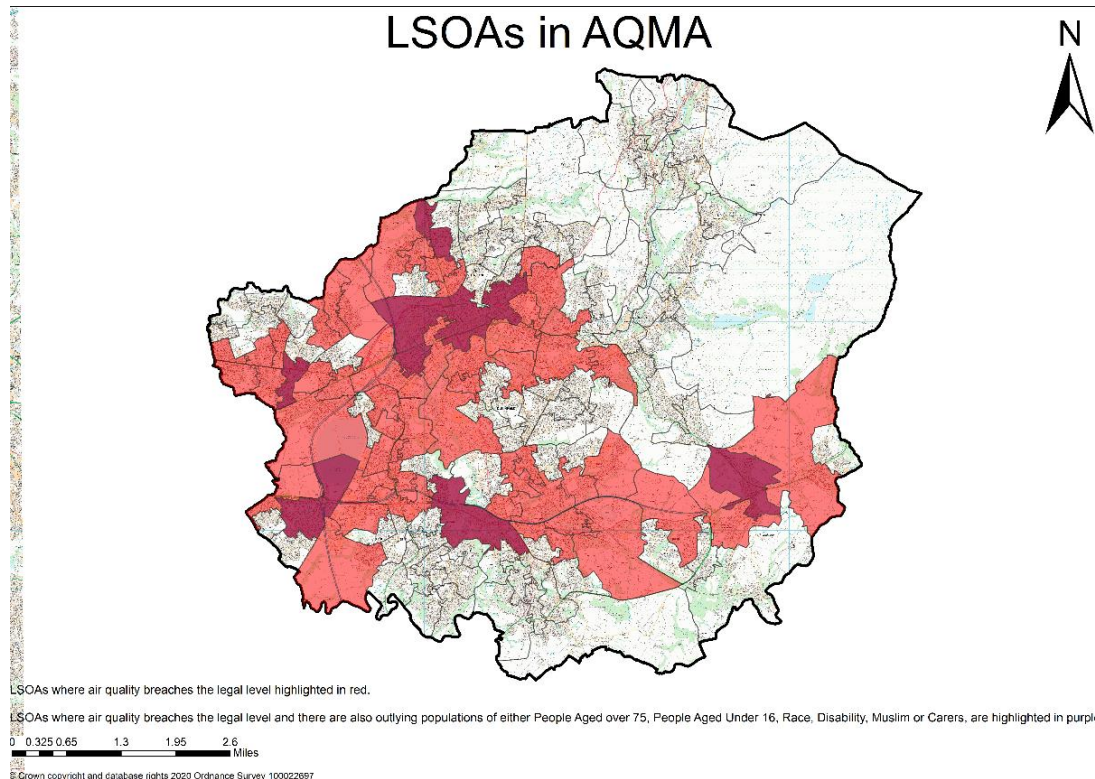 LSOAs in AQMA
N
LSOAs where air quality breaches the legal level highlighted in red.
LSOAs where air quality breaches the legal level and there are also outlying populations of either People Aged over 75, People Aged Under 16, Race, Disability, Muslim or Carers, are highlighted in purple
0 0.325 0.65 1.3 1.95 2.6
Miles
© Crown copyright and database rights 2020 Ordnance Survey 100022697